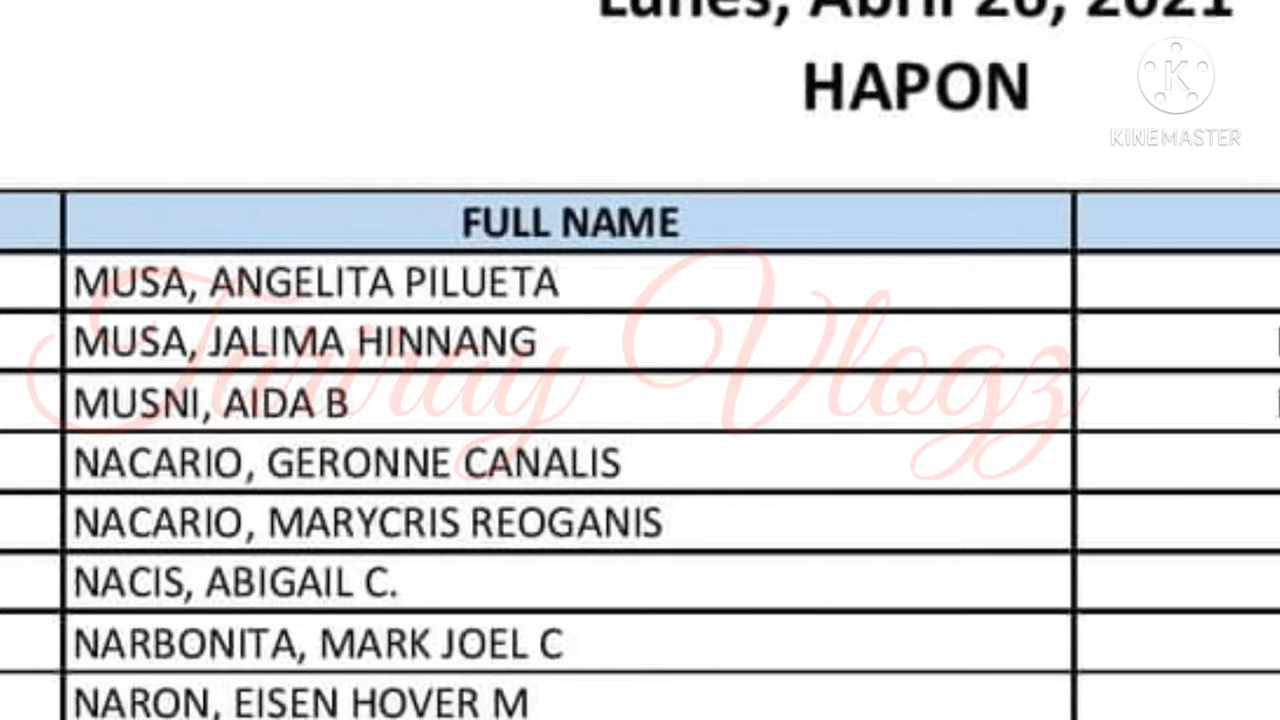 Lunes, Abril 26, 2021
HAPON
K
KINEMASTER
FULL NAME
MUSA, ANGELITA PILUETA
MUSA, JALIMA HINNANG
MUSNI, AIDA B
NACARIO, GERONNE CANALIS
NACARIO, MARYCRIS REOGANIS
NACIS, ABIGAIL C.
NARBONITA, MARK JOEL C
NARON, EISEN HOVER M
Vlogz